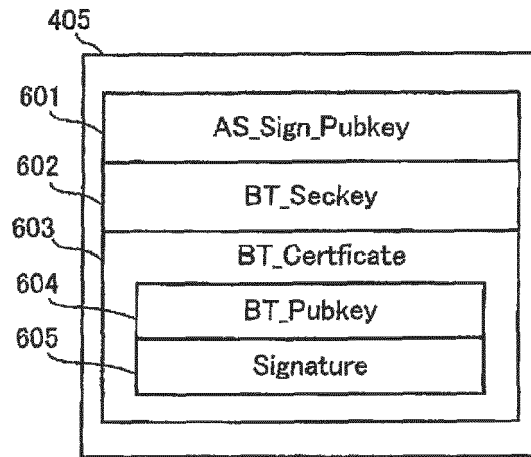 405
601
AS_Sign_Pubkey
602
BT_Seckey
603
BT_Certficate
604
BT_Pubkey
605
Signature